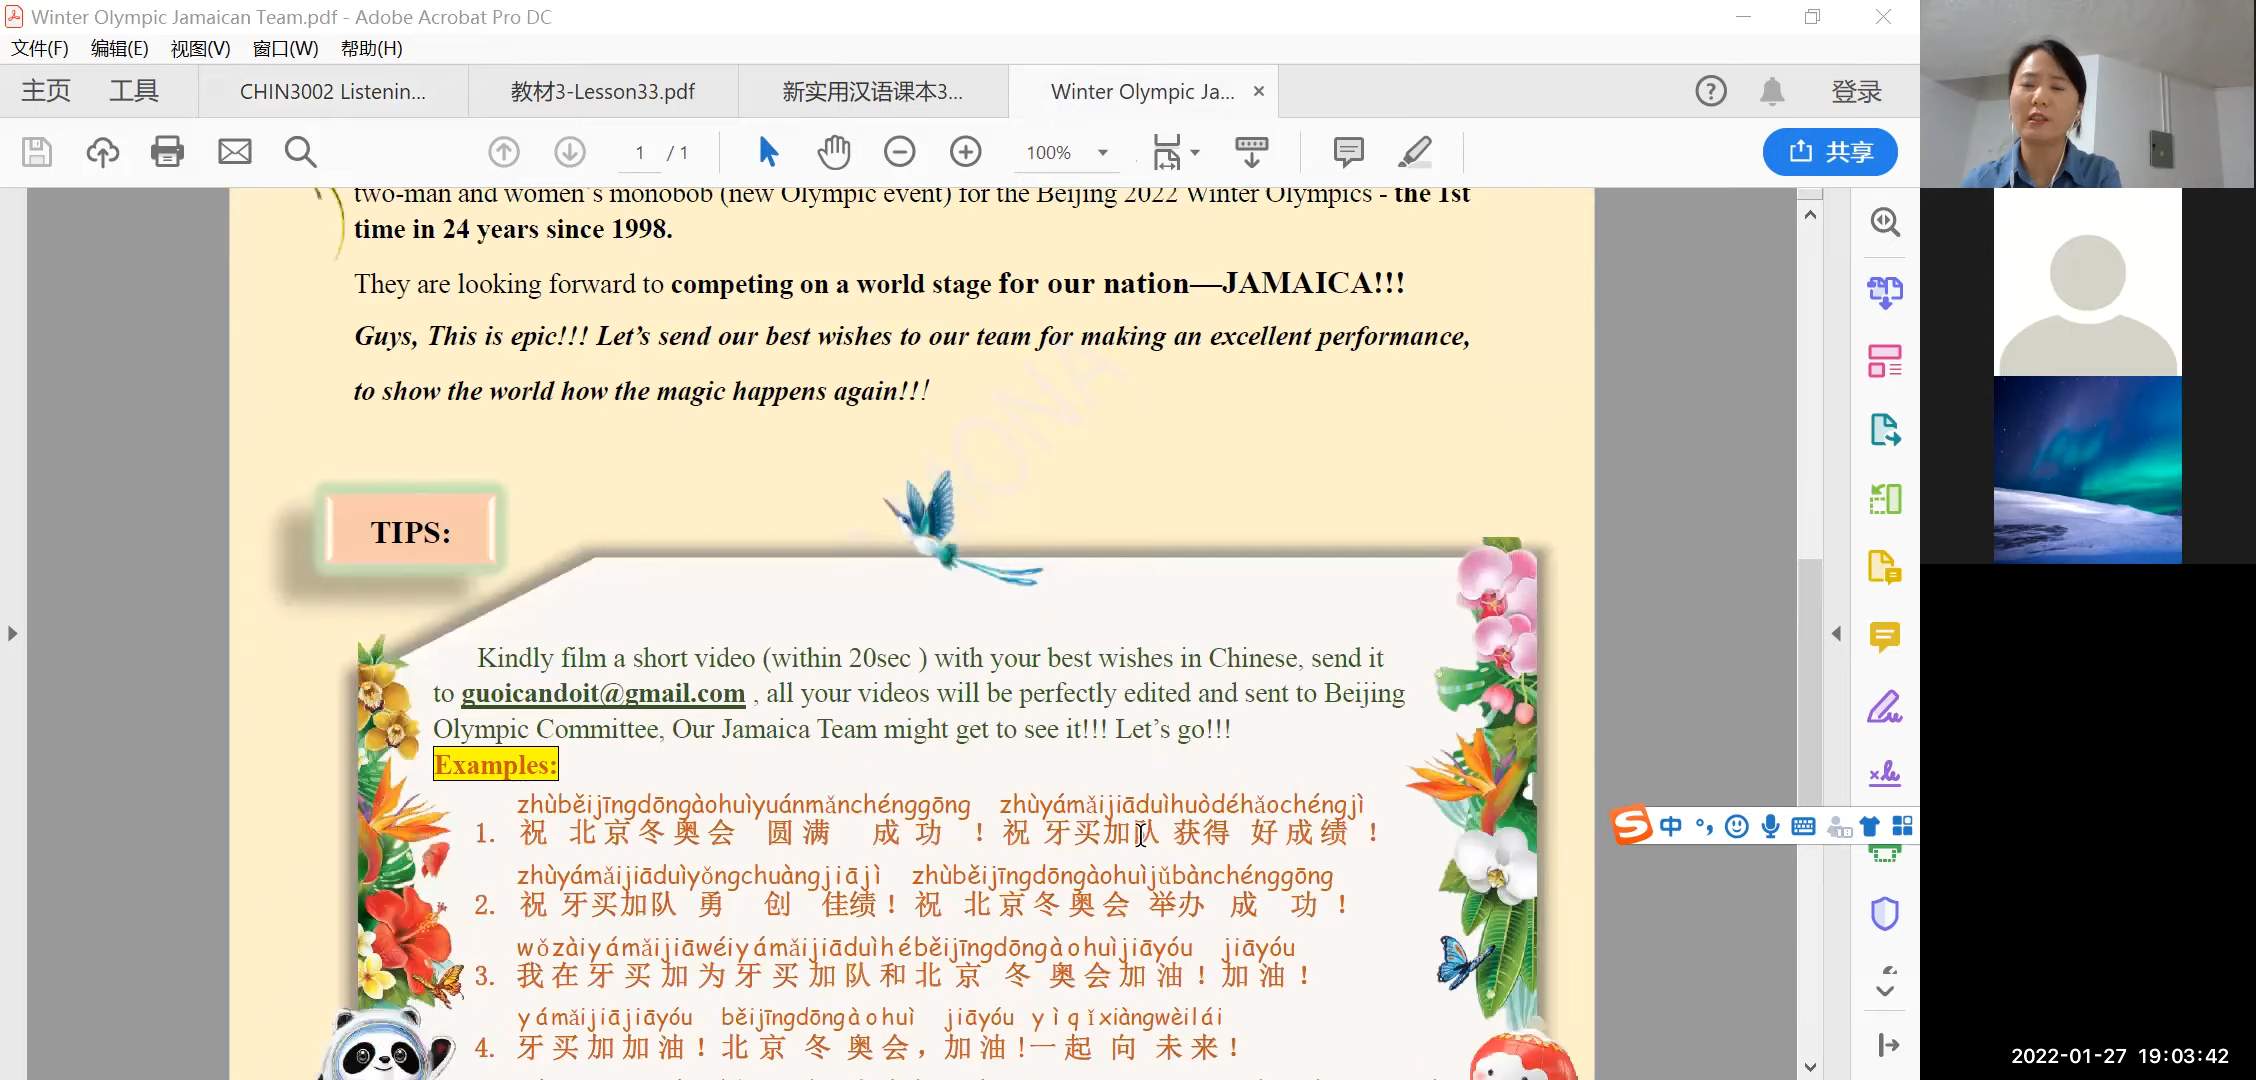 Winter Olympic Jamaican Team.pdf - Adobe Acrobat Pro DC
文件(F) 编辑(E) 视图(V) 窗口(W) 帮助(H)
主页 工具 CHIN3002 Listenin... 教材3-Lesson33.pdf 新实用汉语课本3... Winter Olympic Ja... × 登录
1 / 1 100% 共享
two-man and women's monobob (new Olympic event) for the Beijing 2022 Winter Olympics - the 1st
time in 24 years since 1998.
They are looking forward to competing on a world stage for our nation—JAMAICA!!!
Guys, This is epic!!! Let's send our best wishes to our team for making an excellent performance,
to show the world how the magic happens again!!!
MONA
TIPS:
Kindly film a short video (within 20sec ) with your best wishes in Chinese, send it
to guoicandoit@gmail.com , all your videos will be perfectly edited and sent to Beijing
Olympic Committee, Our Jamaica Team might get to see it!!! Let's go!!!
Examples:
zhùběijīngdōngàohuìyuánmǎnchénggōng zhùyámǎijiāduìhuòdéhǎochéngjì
1. 祝 北京冬奥会 圆满 成功 ！祝 牙买加队 获得 好成绩 ！
zhùyámǎijiāduìyǒngchuàngjiājì zhùběijīngdōngàohuìjǔbànchénggōng
2. 祝 牙买加队 勇 创 佳绩！祝 北京冬奥会 举办 成 功 ！
wǒzàiyámǎijiāwéiyámǎijiāduìhéběijīngdōngàohuìjiāyóu jiāyóu
3. 我在牙买加为牙买加队和北京 冬 奥会加油！加油！
yámǎijiājiāyóu běijīngdōngàohuì jiāyóu yìqǐxiàngwèilái
4. 牙买加加油！北京 冬 奥会，加油！一起 向 未来！
中
2022-01-27 19:03:42